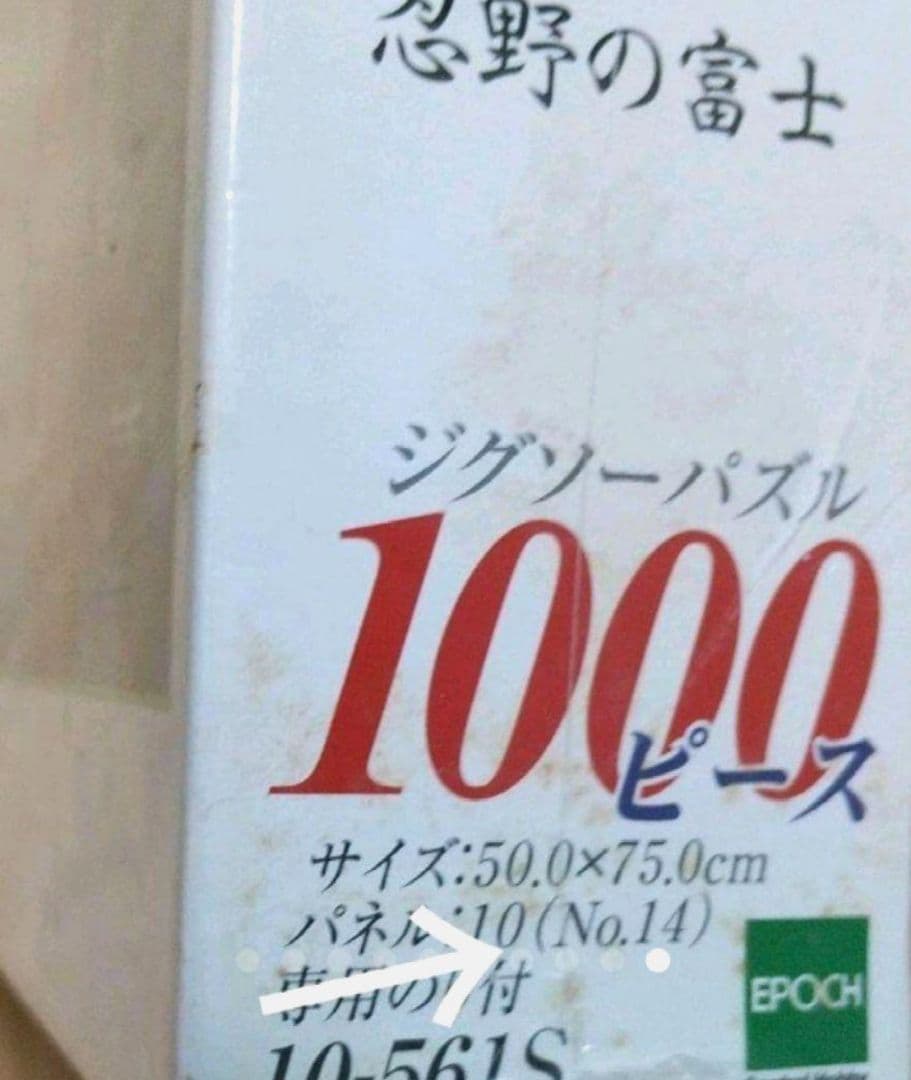 忍野の富士
ジグソーパズル
1000
ピース
サイズ:50.0×75.0cm
パネル:10(No.14)
専用のり付
EPOCH
10-561S